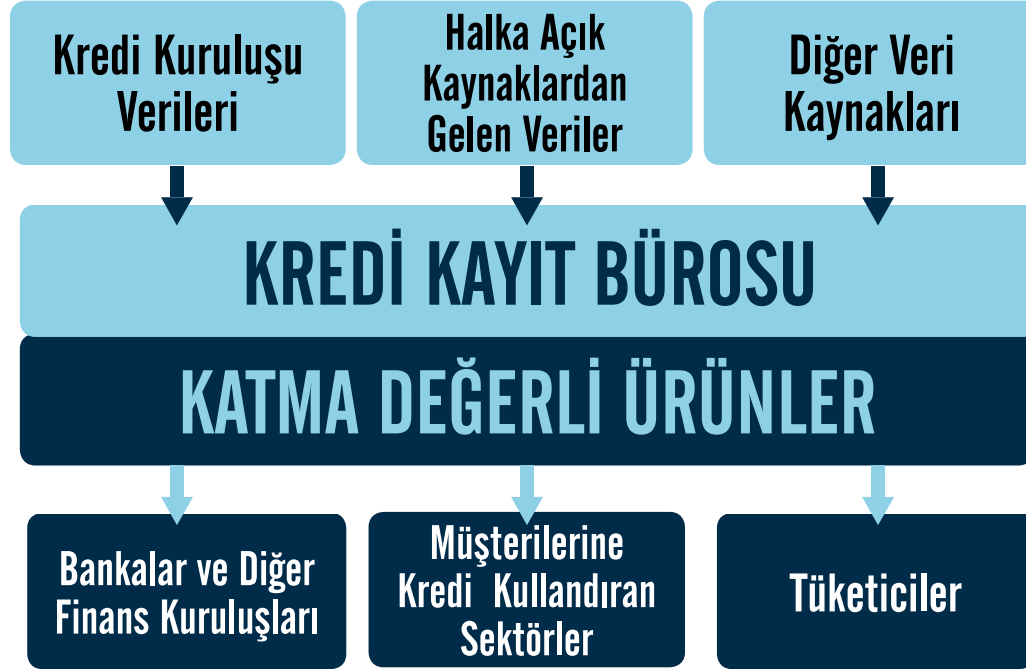 Kredi Kuruluşu
Verileri
Halka Açık
Kaynaklardan
Gelen Veriler
Diğer Veri
Kaynakları
KREDİ KAYIT BÜROSU
KATMA DEĞERLİ ÜRÜNLER
Bankalar ve Diğer
Finans Kuruluşları
Müşterilerine
Kredi Kullandıran
Sektörler
Tüketiciler